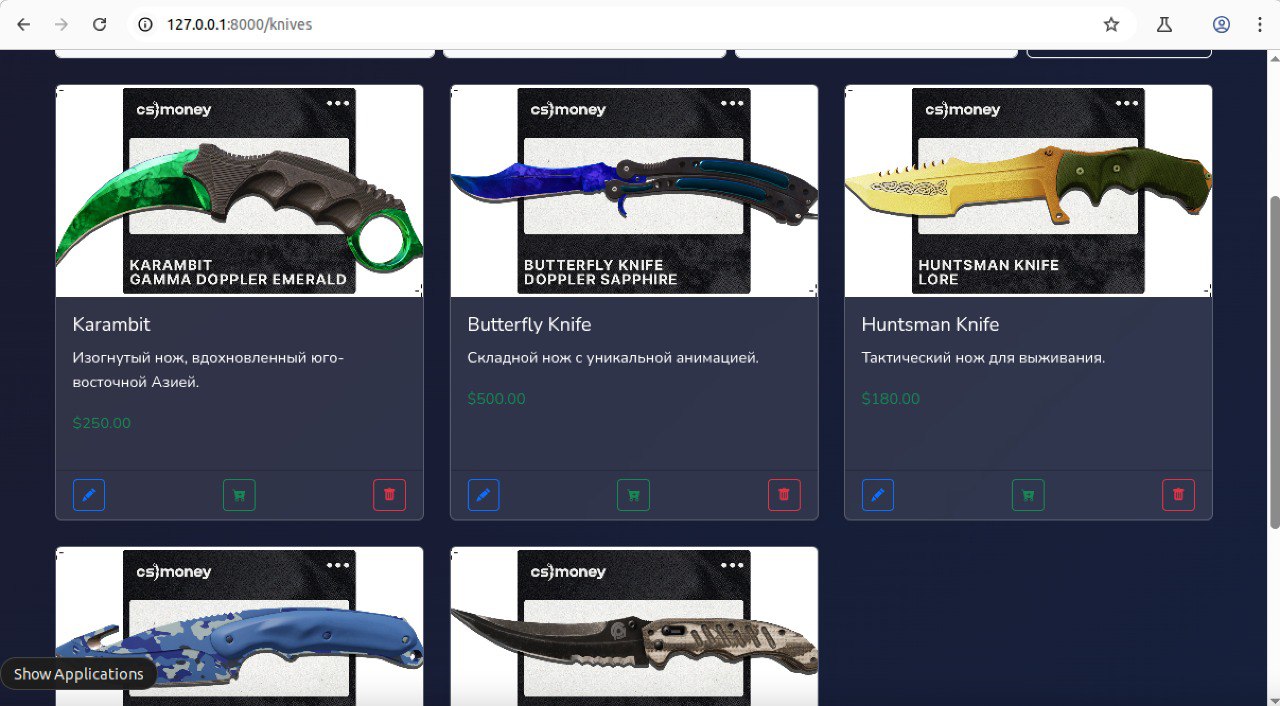 127.0.0.1:8000/knives
cs}money
KARAMBIT
GAMMA DOPPLER EMERALD
cs}money
BUTTERFLY KNIFE
DOPPLER SAPPHIRE
cs}money
HUNTSMAN KNIFE
LORE
Karambit
Изогнутый нож, вдохновленный юго-
восточной Азией.
$250.00
Butterfly Knife
Складной нож с уникальной анимацией.
$500.00
Huntsman Knife
Тактический нож для выживания.
$180.00
cs}money
cs}money
Show Applications